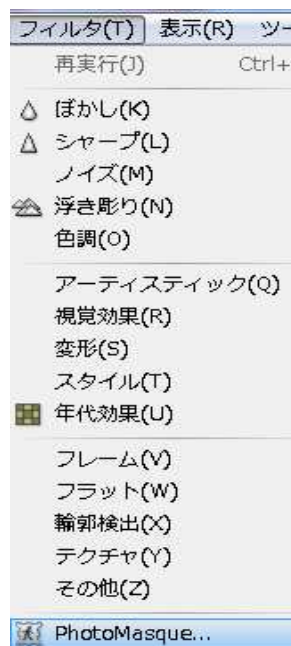 フィルタ(T) 表示(R) ツー
再実行(J) Ctrl+
ぼかし(K)
シャープ(L)
ノイズ(M)
浮き彫り(N)
色調(O)
アーティスティック(Q)
視覚効果(R)
変形(S)
スタイル(T)
年代効果(U)
フレーム(V)
フラット(W)
輪郭検出(X)
テクチャ(Y)
その他(Z)
PhotoMasque...